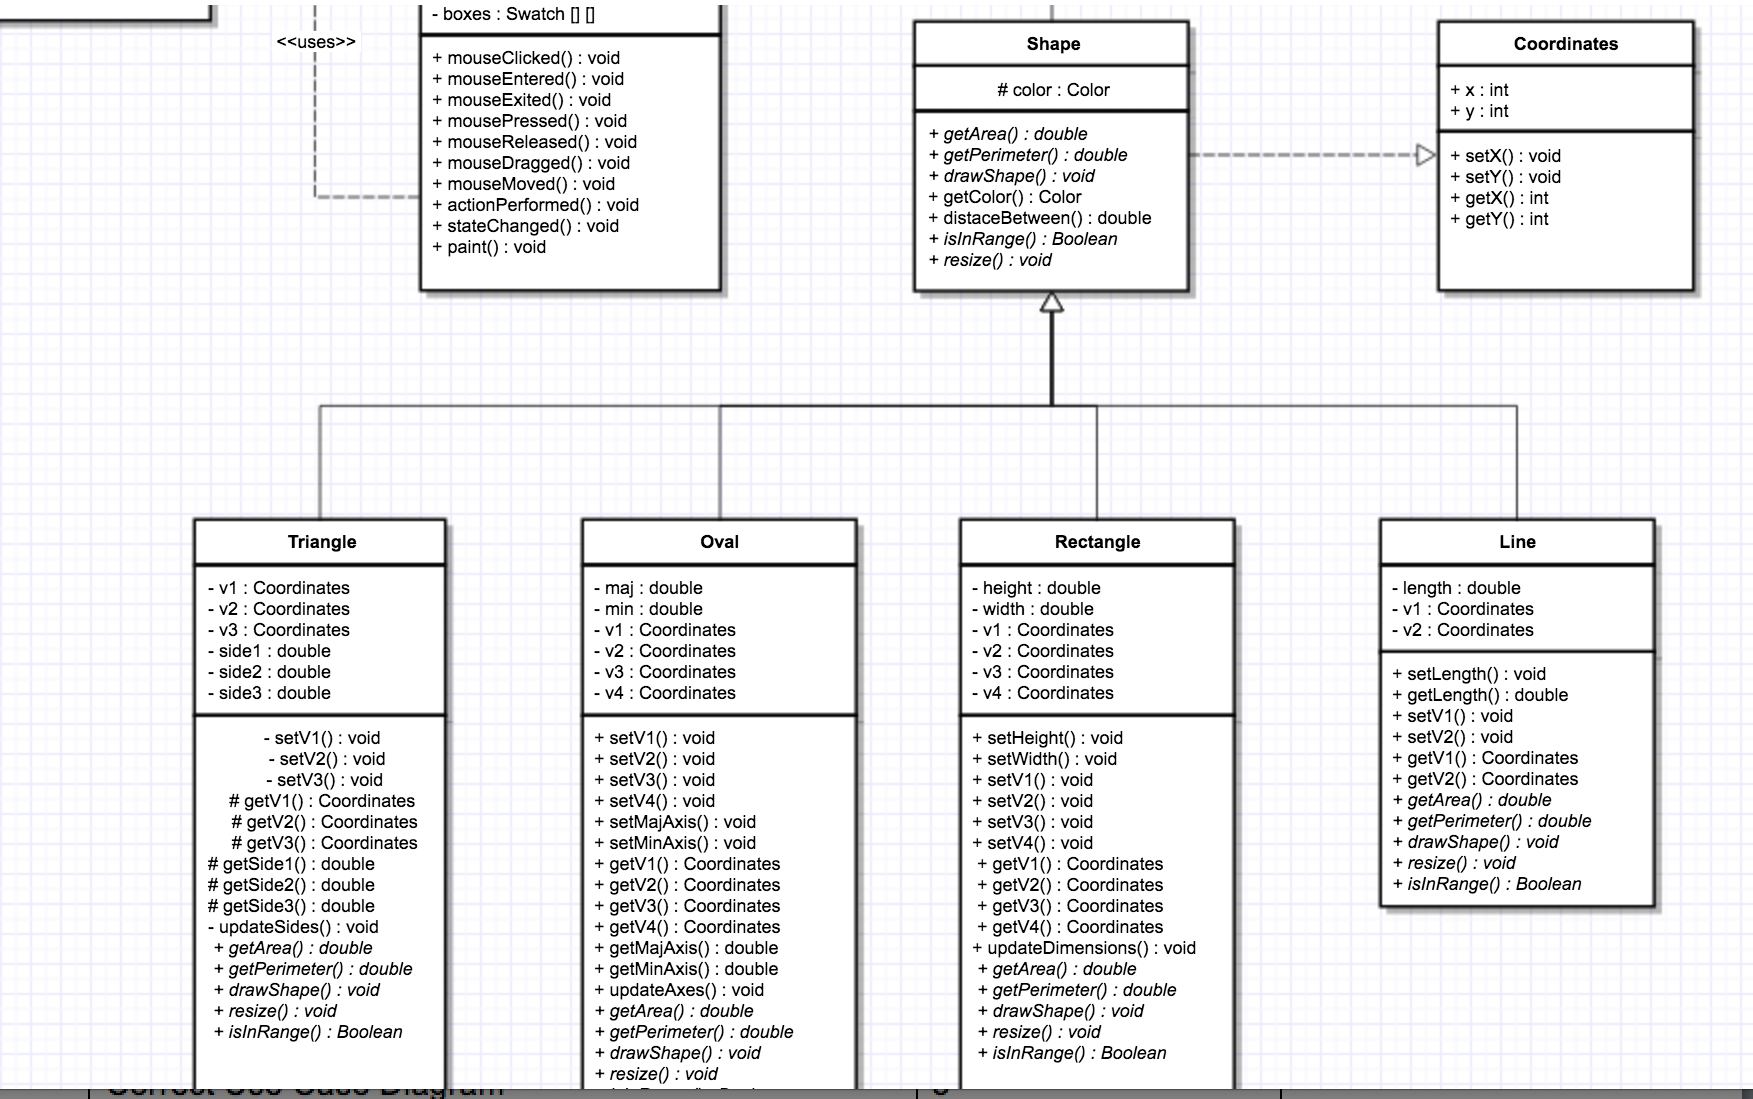 - boxes : Swatch [] []
<<uses>>
+ mouseClicked() : void
+ mouseEntered() : void
+ mouseExited() : void
+ mousePressed() : void
+ mouseReleased() : void
+ mouseDragged() : void
+ mouseMoved() : void
+ actionPerformed() : void
+ stateChanged() : void
+ paint() : void
Shape
# color : Color
+ getArea() : double
+ getPerimeter() : double
+ drawShape() : void
+ getColor() : Color
+ distaceBetween() : double
+ isInRange() : Boolean
+ resize() : void
Coordinates
+ x : int
+ y : int
+ setX() : void
+ setY() : void
+ getX() : int
+ getY() : int
Triangle
- v1 : Coordinates
- v2 : Coordinates
- v3 : Coordinates
- side1 : double
- side2 : double
- side3 : double
- setV1() : void
- setV2() : void
- setV3() : void
# getV1() : Coordinates
# getV2() : Coordinates
# getV3() : Coordinates
# getSide1() : double
# getSide2() : double
# getSide3() : double
- updateSides() : void
+ getArea() : double
+ getPerimeter() : double
+ drawShape() : void
+ resize() : void
+ isInRange() : Boolean
Oval
- maj : double
- min : double
- v1 : Coordinates
- v2 : Coordinates
- v3 : Coordinates
- v4 : Coordinates
+ setV1() : void
+ setV2() : void
+ setV3() : void
+ setV4() : void
+ setMajAxis() : void
+ setMinAxis() : void
+ getV1() : Coordinates
+ getV2() : Coordinates
+ getV3() : Coordinates
+ getV4() : Coordinates
+ getMajAxis() : double
+ getMinAxis() : double
+ updateAxes() : void
+ getArea() : double
+ getPerimeter() : double
+ drawShape() : void
+ resize() : void
Rectangle
- height : double
- width : double
- v1 : Coordinates
- v2 : Coordinates
- v3 : Coordinates
- v4 : Coordinates
+ setHeight() : void
+ setWidth() : void
+ setV1() : void
+ setV2() : void
+ setV3() : void
+ setV4() : void
+ getV1() : Coordinates
+ getV2() : Coordinates
+ getV3() : Coordinates
+ getV4() : Coordinates
+ updateDimensions() : void
+ getArea() : double
+ getPerimeter() : double
+ drawShape() : void
+ resize() : void
+ isInRange() : Boolean
Line
- length : double
- v1 : Coordinates
- v2 : Coordinates
+ setLength() : void
+ getLength() : double
+ setV1() : void
+ setV2() : void
+ getV1() : Coordinates
+ getV2() : Coordinates
+ getArea() : double
+ getPerimeter() : double
+ drawShape() : void
+ resize() : void
+ isInRange() : Boolean
Correct Use Case Diagram